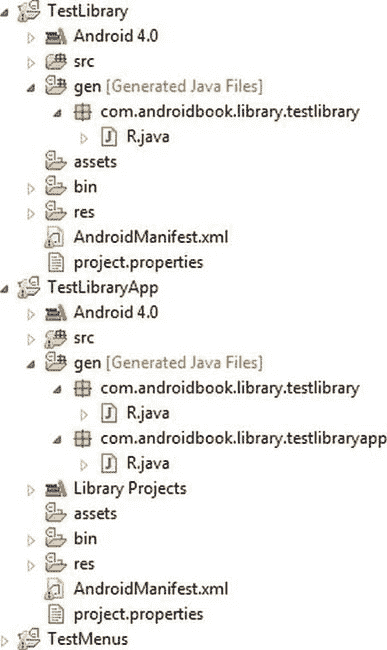 TestLibrary
Android 4.0
src
gen [Generated Java Files]
com.androidbook.library.testlibrary
R.java
assets
bin
res
AndroidManifest.xml
project.properties
TestLibraryApp
Android 4.0
src
gen [Generated Java Files]
com.androidbook.library.testlibrary
R.java
com.androidbook.library.testlibraryapp
R.java
Library Projects
assets
bin
res
AndroidManifest.xml
project.properties
TestMenus